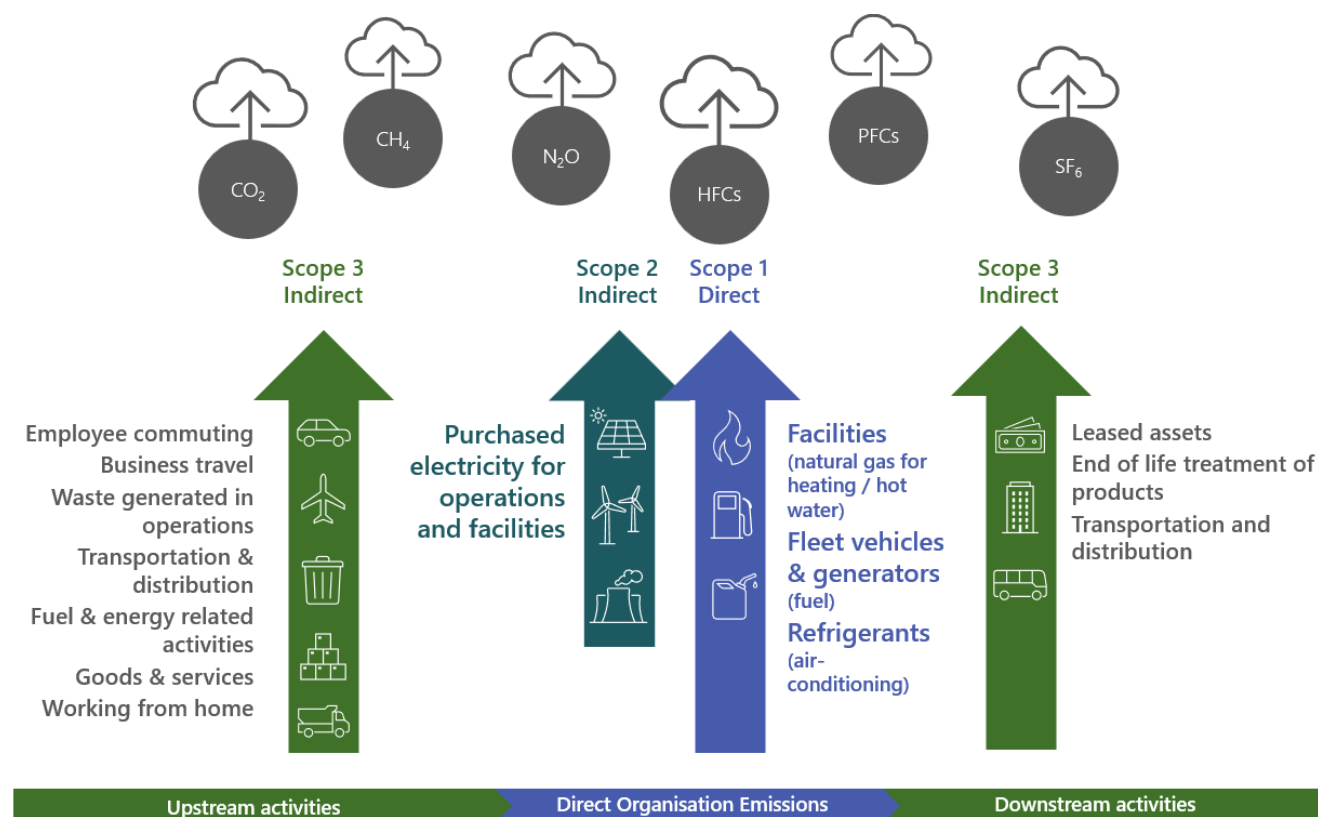 CO₂
CH₄
N₂O
HFCs
PFCs
SF₆
Scope 3
Indirect
Scope 2
Indirect
Scope 1
Direct
Scope 3
Indirect
Employee commuting
Business travel
Waste generated in
operations
Transportation &
distribution
Fuel & energy related
activities
Goods & services
Working from home
Purchased
electricity for
operations
and facilities
Facilities
(natural gas for
heating / hot
water)
Fleet vehicles
& generators
(fuel)
Refrigerants
(air-
conditioning)
Leased assets
End of life treatment of
products
Transportation and
distribution
Upstream activities
Direct Organisation Emissions
Downstream activities